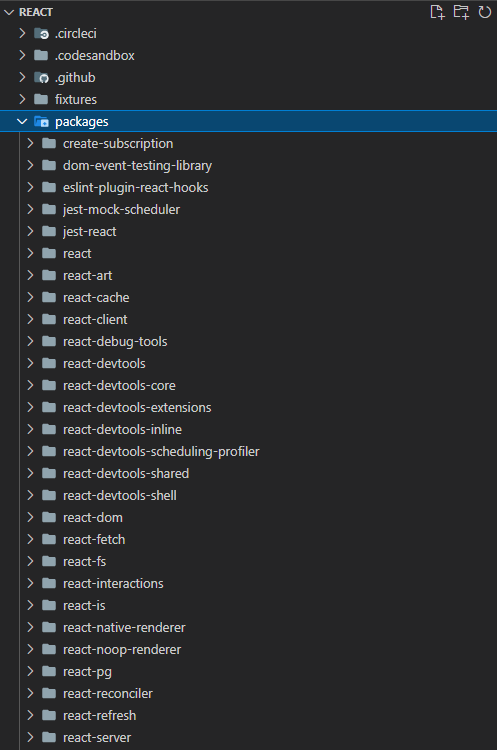 REACT
.circleci
.codesandbox
.github
fixtures
packages
create-subscription
dom-event-testing-library
eslint-plugin-react-hooks
jest-mock-scheduler
jest-react
react
react-art
react-cache
react-client
react-debug-tools
react-devtools
react-devtools-core
react-devtools-extensions
react-devtools-inline
react-devtools-scheduling-profiler
react-devtools-shared
react-devtools-shell
react-dom
react-fetch
react-fs
react-interactions
react-is
react-native-renderer
react-noop-renderer
react-pg
react-reconciler
react-refresh
react-server